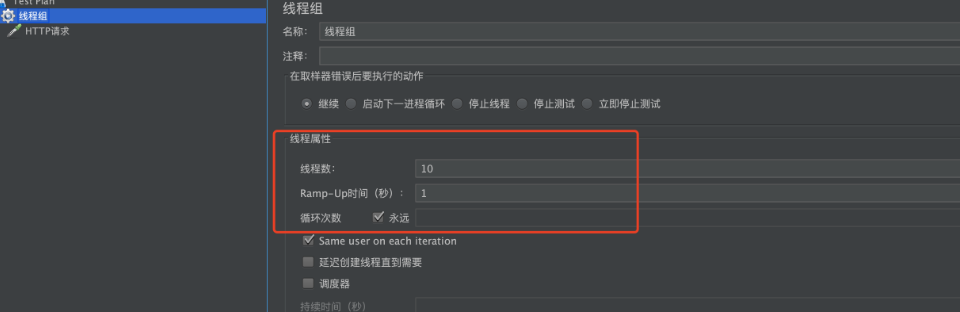 Test Plan
线程组
HTTP请求
线程组
名称： 线程组
注释：
在取样器错误后要执行的动作
继续 启动下一进程循环 停止线程 停止测试 立即停止测试
线程属性
线程数： 10
Ramp-Up时间（秒）： 1
循环次数 永远
Same user on each iteration
延迟创建线程直到需要
调度器
持续时间（秒）